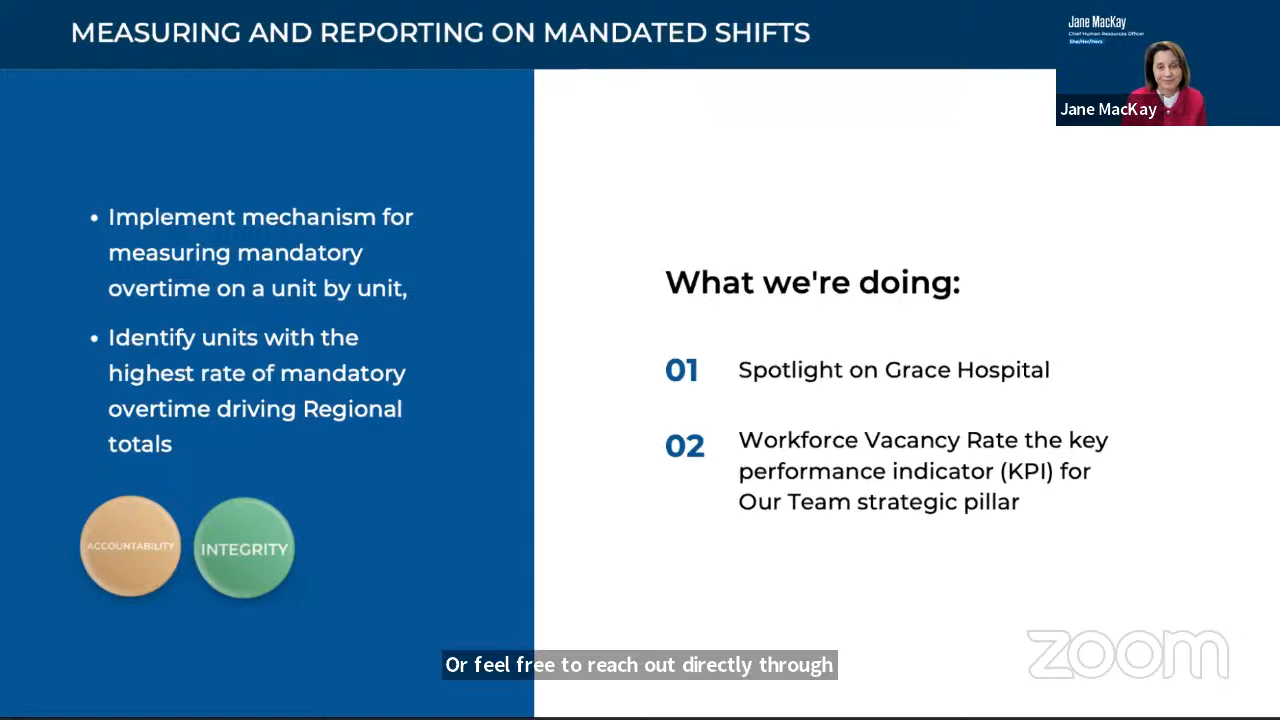 MEASURING AND REPORTING ON MANDATED SHIFTS
Jane MacKay
Chief Human Resources Officer
She/Her/Hers
Jane MacKay
• Implement mechanism for
measuring mandatory
overtime on a unit by unit,
• Identify units with the
highest rate of mandatory
overtime driving Regional
totals
ACCOUNTABILITY
INTEGRITY
What we're doing:
01 Spotlight on Grace Hospital
02 Workforce Vacancy Rate the key
performance indicator (KPI) for
Our Team strategic pillar
Or feel free to reach out directly through
zoom